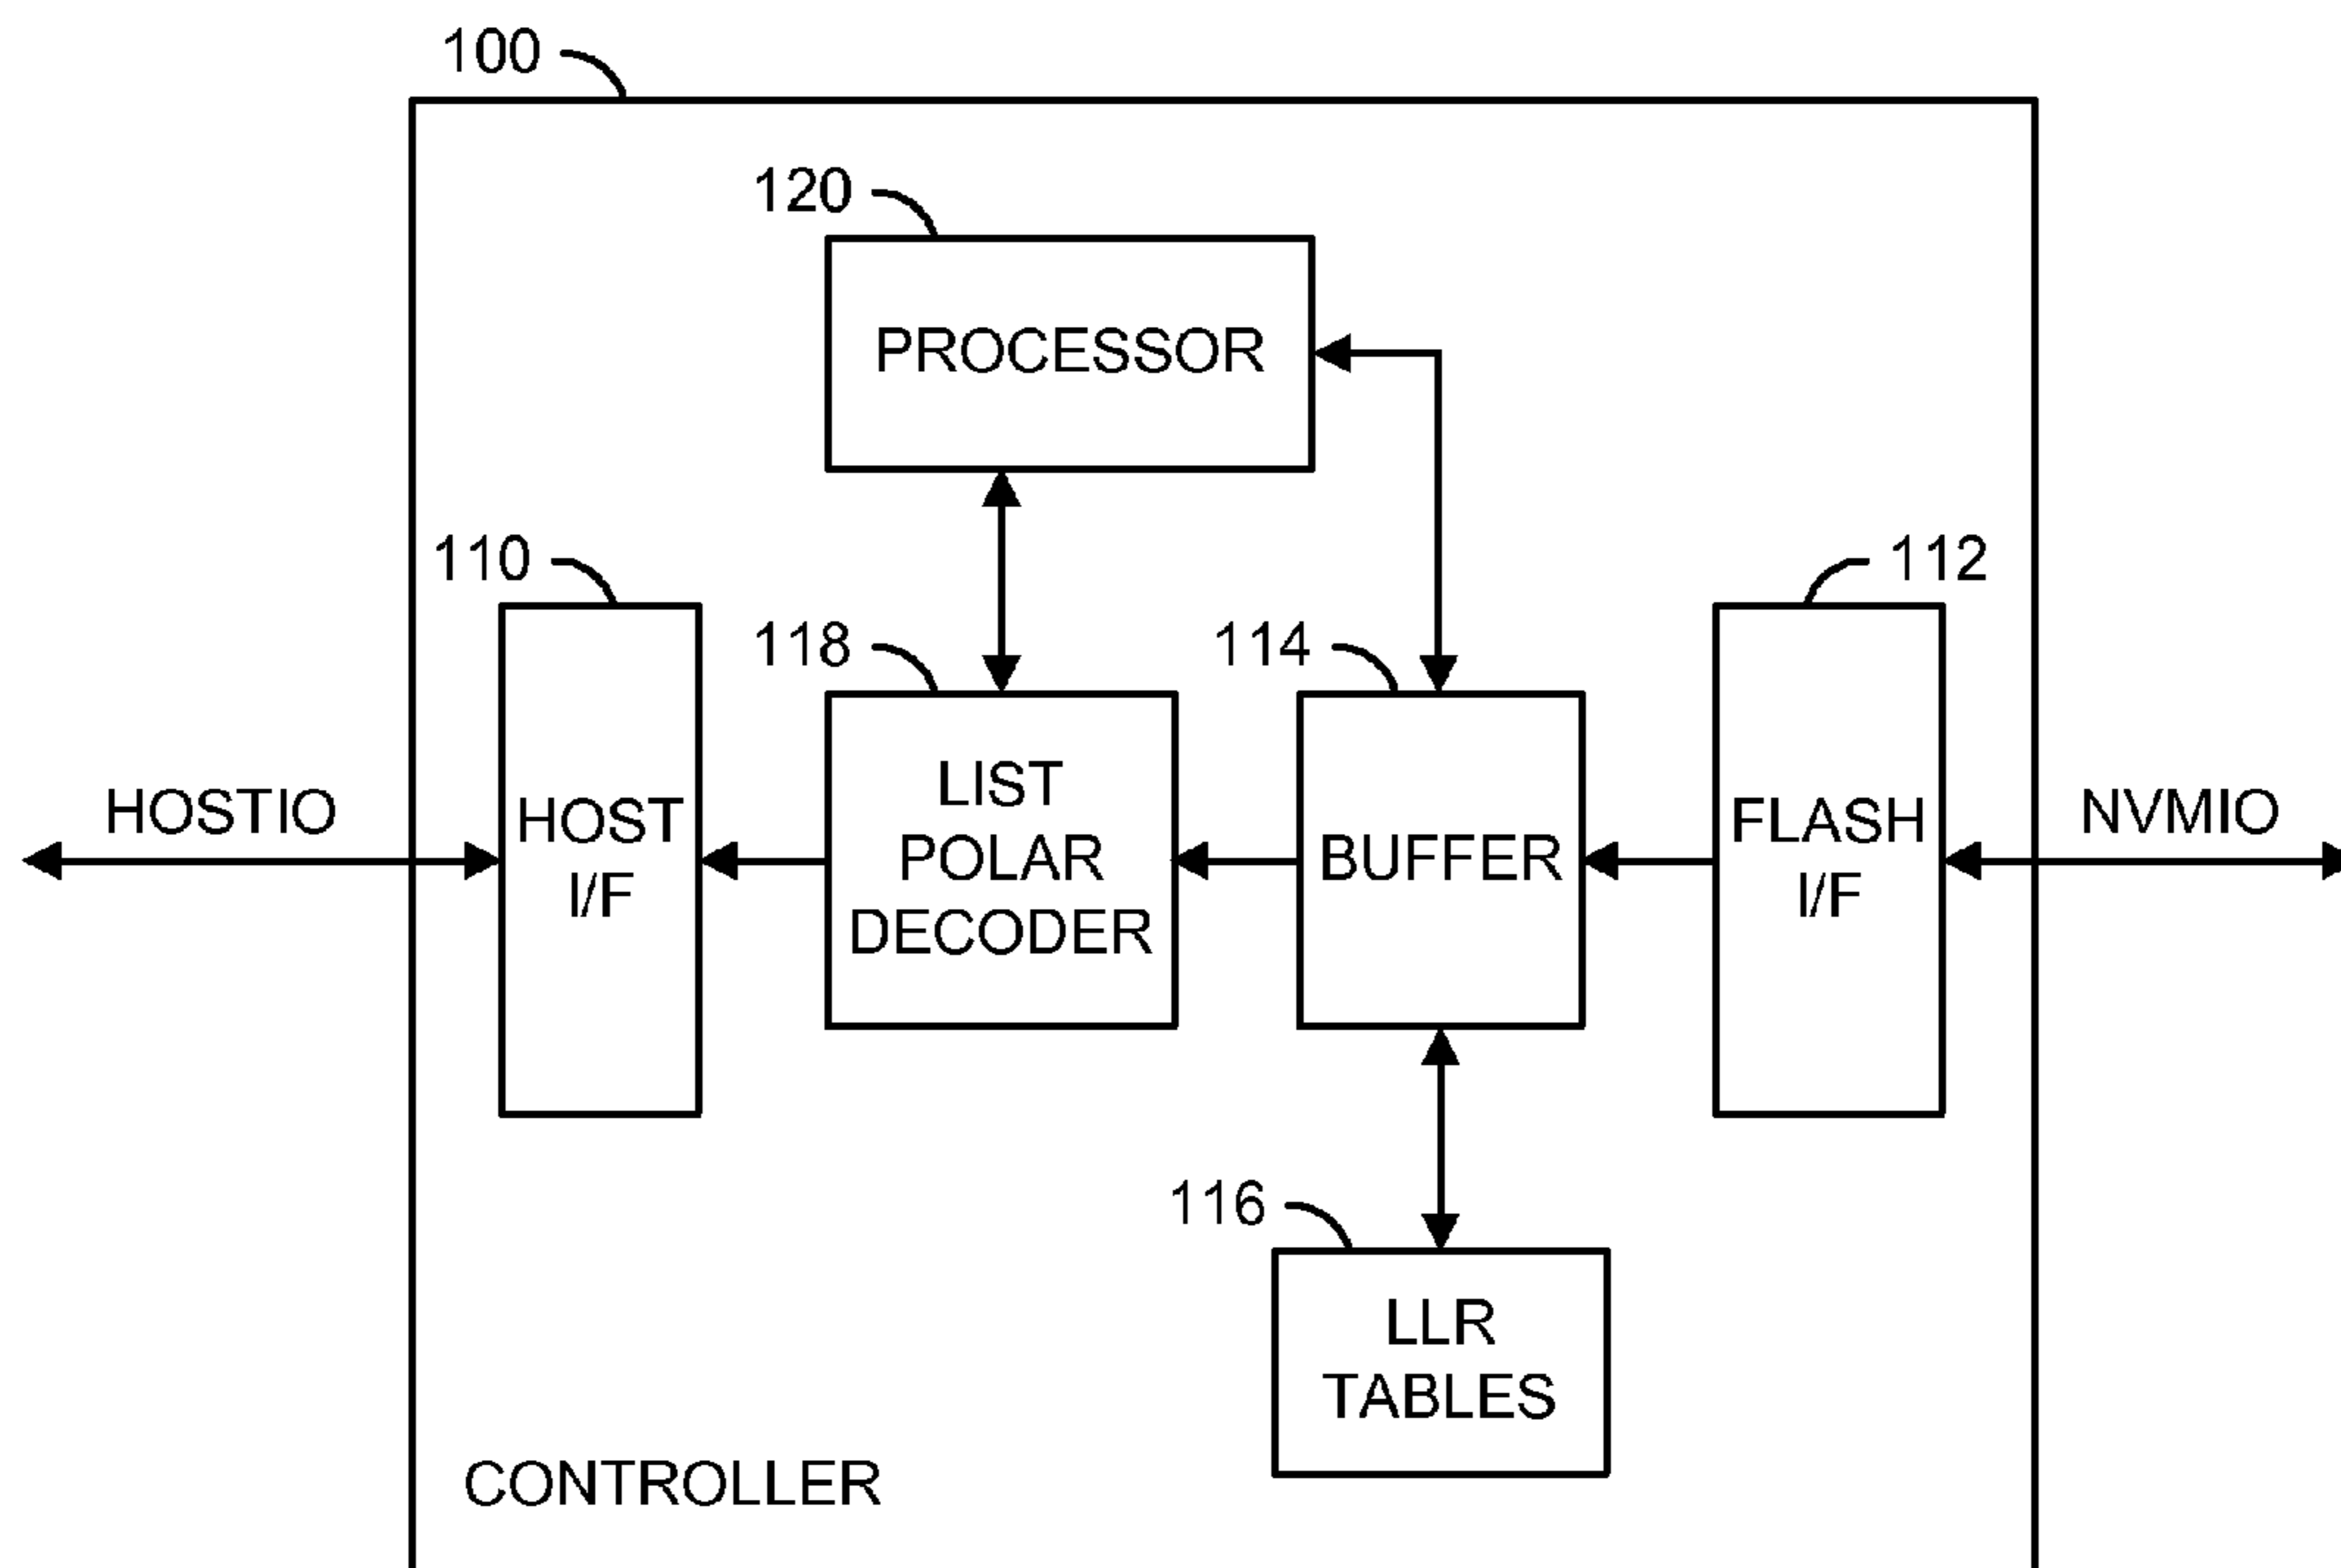 100
120
PROCESSOR
110
112
118
114
HOSTIO
HOST
I/F
LIST
POLAR
DECODER
BUFFER
FLASH
I/F
NVMIO
116
LLR
TABLES
CONTROLLER